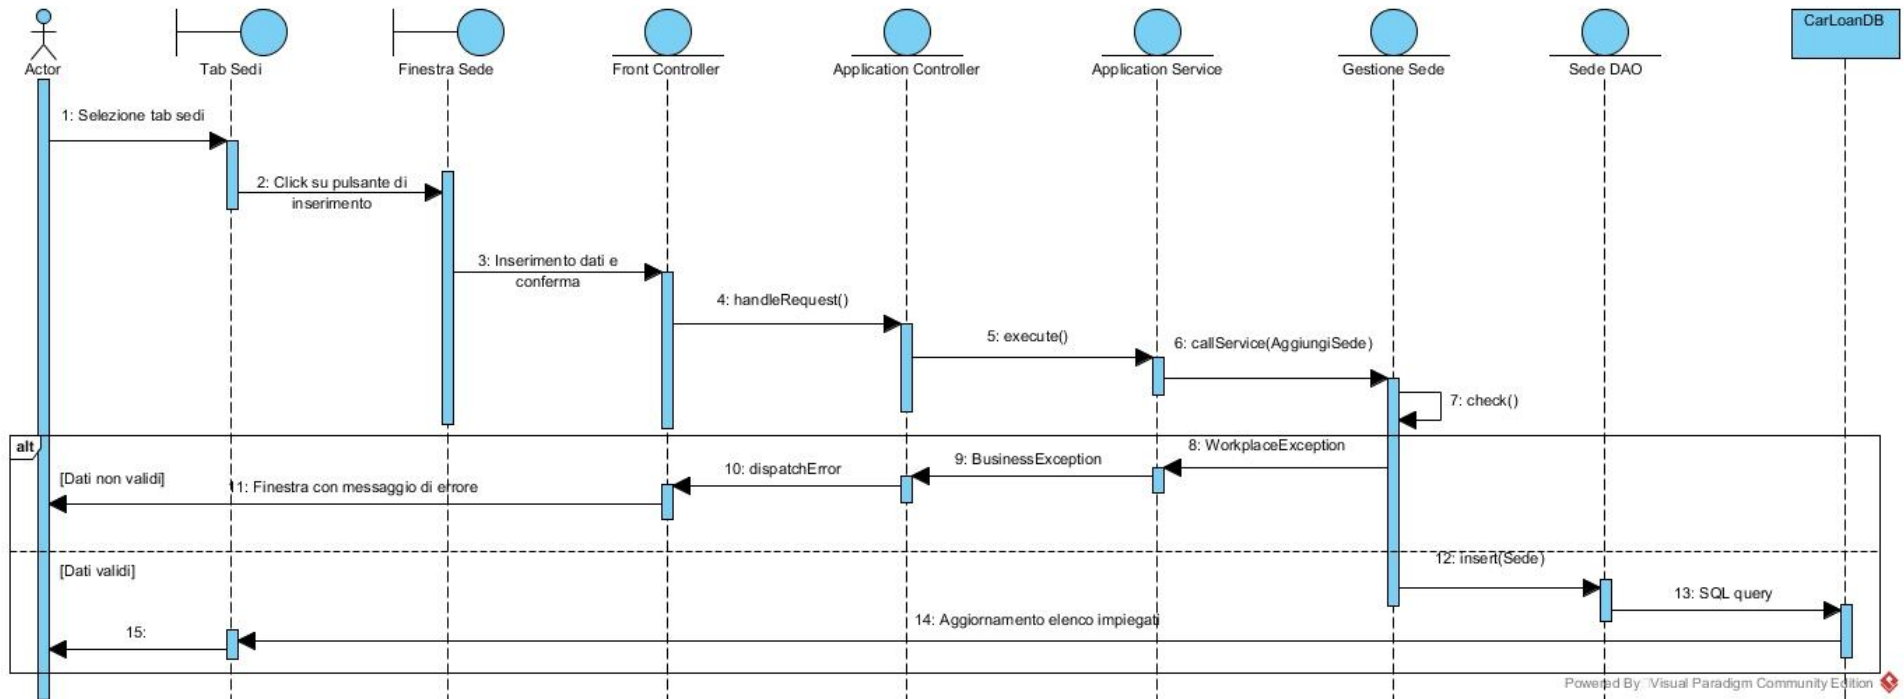 CarLoanDB
Actor
Tab Sedi
Finestra Sede
Front Controller
Application Controller
Application Service
Gestione Sede
Sede DAO
1: Selezione tab sedi
2: Click su pulsante di
inserimento
3: Inserimento dati e
conferma
4: handleRequest()
5: execute()
6: callService(AggiungiSede)
7: check()
alt
8: WorkplaceException
9: BusinessException
10: dispatchError
[Dati non validi]
11: Finestra con messaggio di errore
12: insert(Sede)
[Dati validi]
13: SQL query
14: Aggiornamento elenco impiegati
15:
Powered By Visual Paradigm Community Edition